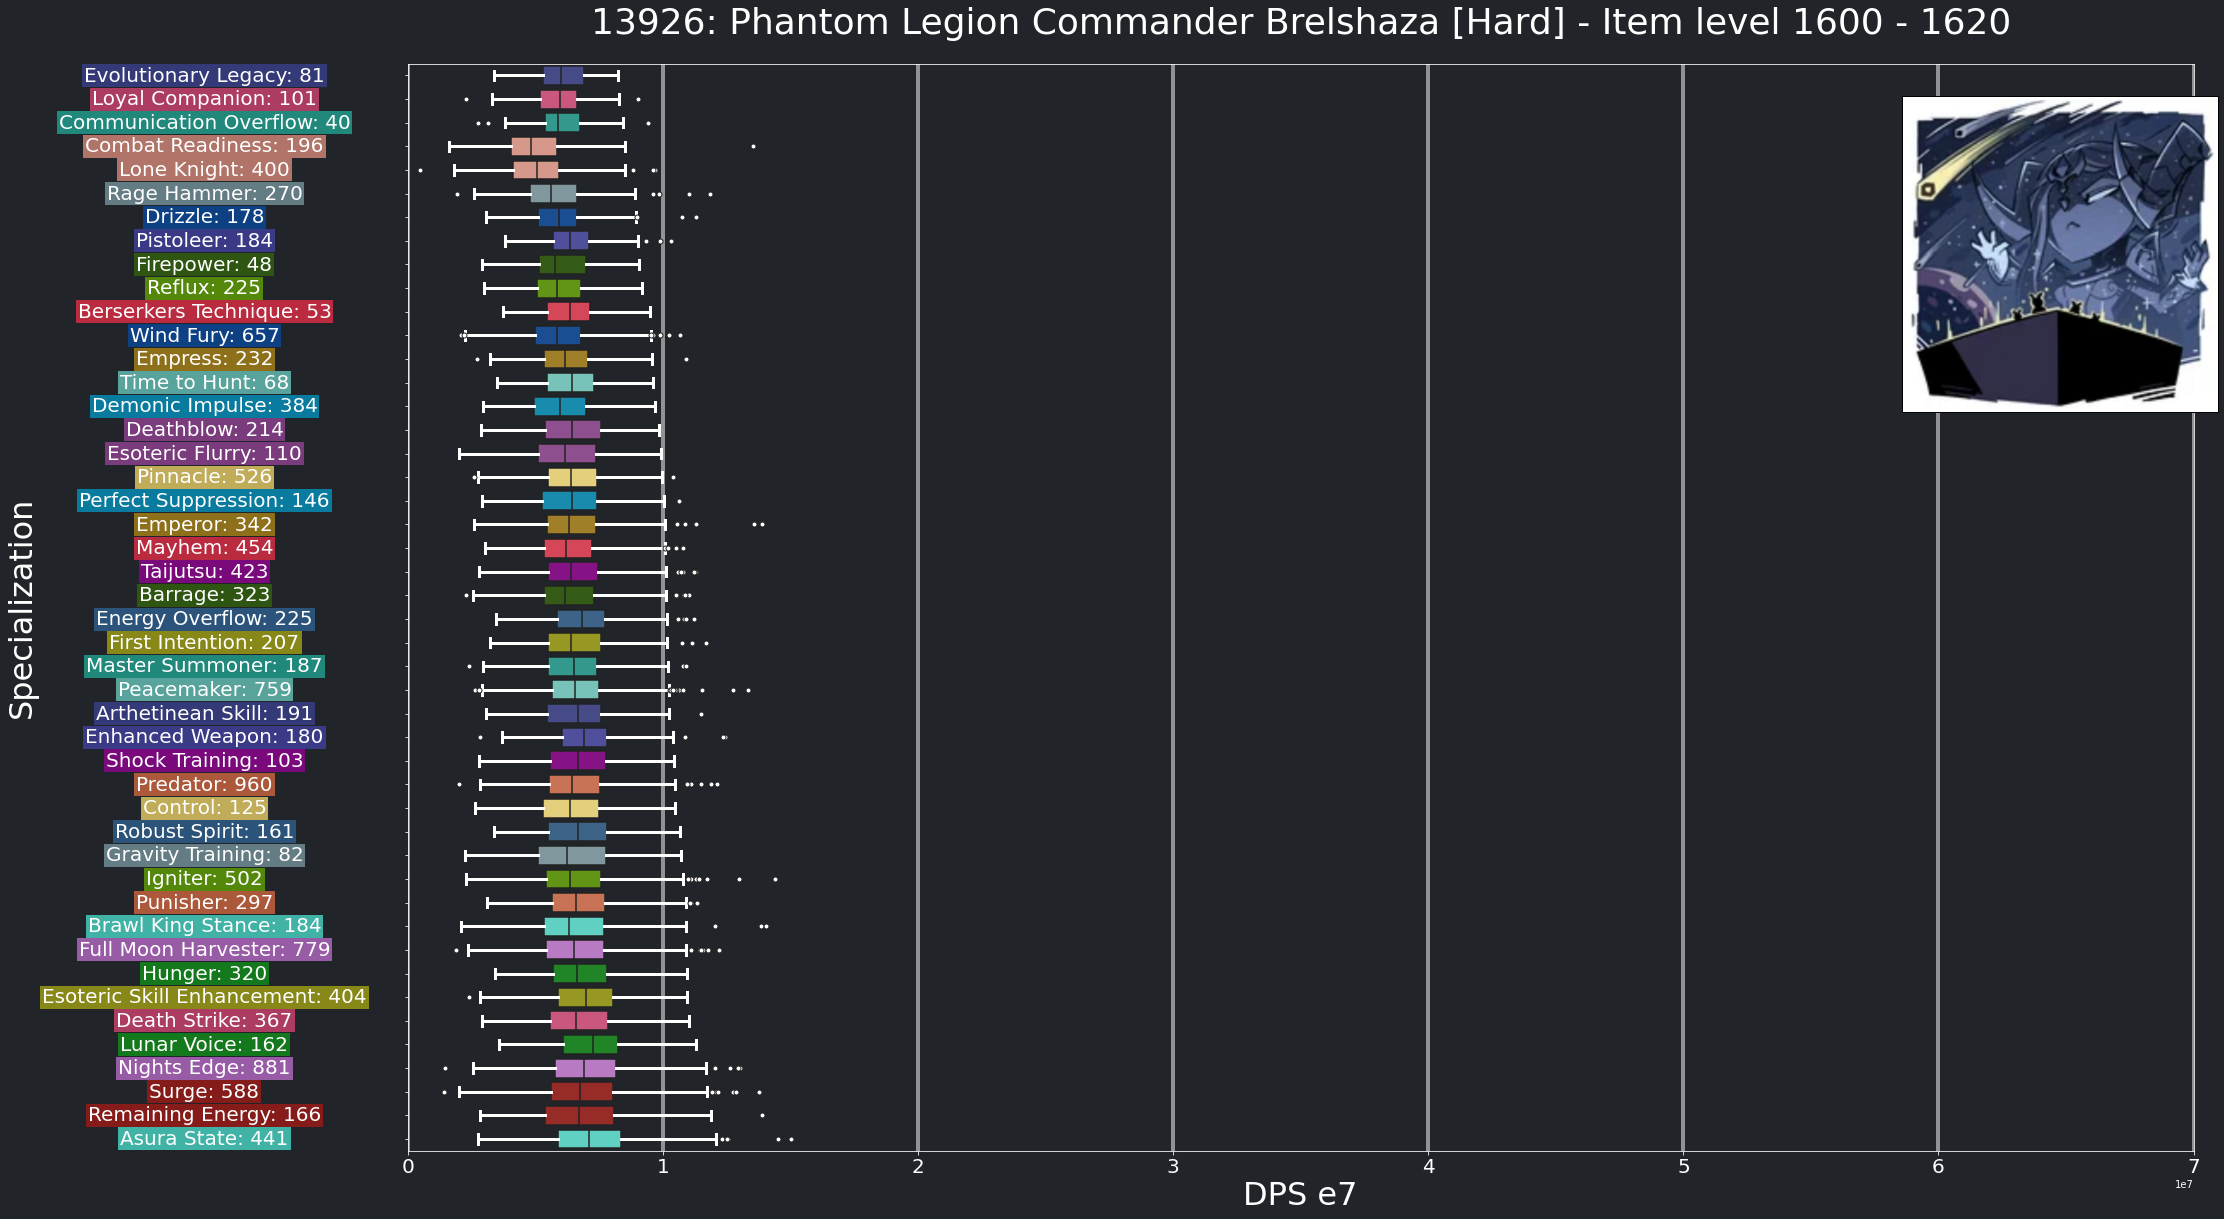 13926: Phantom Legion Commander Brelshaza [Hard] - Item level 1600 - 1620
Specialization
Evolutionary Legacy: 81
Loyal Companion: 101
Communication Overflow: 40
Combat Readiness: 196
Lone Knight: 400
Rage Hammer: 270
Drizzle: 178
Pistoleer: 184
Firepower: 48
Reflux: 225
Berserkers Technique: 53
Wind Fury: 657
Empress: 232
Time to Hunt: 68
Demonic Impulse: 384
Deathblow: 214
Esoteric Flurry: 110
Pinnacle: 526
Perfect Suppression: 146
Emperor: 342
Mayhem: 454
Taijutsu: 423
Barrage: 323
Energy Overflow: 225
First Intention: 207
Master Summoner: 187
Peacemaker: 759
Arthetinean Skill: 191
Enhanced Weapon: 180
Shock Training: 103
Predator: 960
Control: 125
Robust Spirit: 161
Gravity Training: 82
Igniter: 502
Punisher: 297
Brawl King Stance: 184
Full Moon Harvester: 779
Hunger: 320
Esoteric Skill Enhancement: 404
Death Strike: 367
Lunar Voice: 162
Nights Edge: 881
Surge: 588
Remaining Energy: 166
Asura State: 441
0 1 2 3 4 5 6 7
1e7
DPS e7